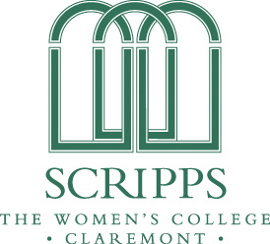 SCRIPPS
THE WOMEN'S COLLEGE
• CLAREMONT •